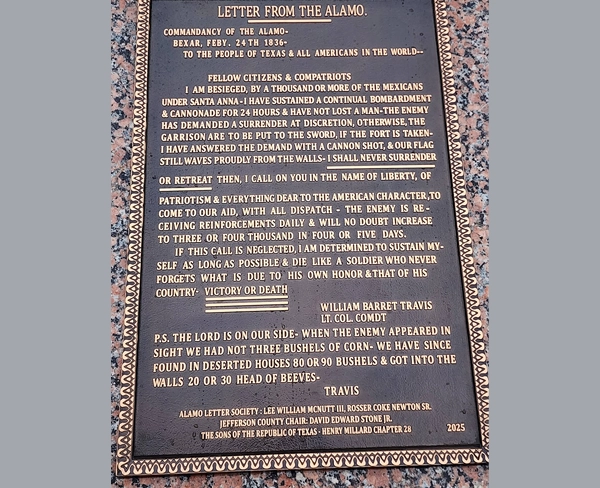 LETTER FROM THE ALAMO.
COMMANDANCY OF THE ALAMO-
BEXAR, FEBY. 24TH 1836-
TO THE PEOPLE OF TEXAS & ALL AMERICANS IN THE WORLD--
FELLOW CITIZENS & COMPATRIOTS
I AM BESIEGED, BY A THOUSAND OR MORE OF THE MEXICANS
UNDER SANTA ANNA-I HAVE SUSTAINED A CONTINUAL BOMBARDMENT
& CANNONADE FOR 24 HOURS & HAVE NOT LOST A MAN-THE ENEMY
HAS DEMANDED A SURRENDER AT DISCRETION, OTHERWISE, THE
GARRISON ARE TO BE PUT TO THE SWORD, IF THE FORT IS TAKEN-
I HAVE ANSWERED THE DEMAND WITH A CANNON SHOT, & OUR FLAG
STILL WAVES PROUDLY FROM THE WALLS- I SHALL NEVER SURRENDER
OR RETREAT THEN, I CALL ON YOU IN THE NAME OF LIBERTY, OF
PATRIOTISM & EVERYTHING DEAR TO THE AMERICAN CHARACTER, TO
COME TO OUR AID, WITH ALL DISPATCH - THE ENEMY IS RE-
CEIVING REINFORCEMENTS DAILY & WILL NO DOUBT INCREASE
TO THREE OR FOUR THOUSAND IN FOUR OR FIVE DAYS.
IF THIS CALL IS NEGLECTED, I AM DETERMINED TO SUSTAIN MY-
SELF AS LONG AS POSSIBLE & DIE LIKE A SOLDIER WHO NEVER
FORGETS WHAT IS DUE TO HIS OWN HONOR & THAT OF HIS
COUNTRY- VICTORY OR DEATH
WILLIAM BARRET TRAVIS
LT. COL. COMDT
P.S. THE LORD IS ON OUR SIDE- WHEN THE ENEMY APPEARED IN
SIGHT WE HAD NOT THREE BUSHELS OF CORN- WE HAVE SINCE
FOUND IN DESERTED HOUSES 80 OR 90 BUSHELS & GOT INTO THE
WALLS 20 OR 30 HEAD OF BEEVES-
TRAVIS
ALAMO LETTER SOCIETY : LEE WILLIAM MCNUTT III, ROSSER COKE NEWTON SR.
JEFFERSON COUNTY CHAIR: DAVID EDWARD STONE JR.
THE SONS OF THE REPUBLIC OF TEXAS - HENRY MILLARD CHAPTER 28 2025